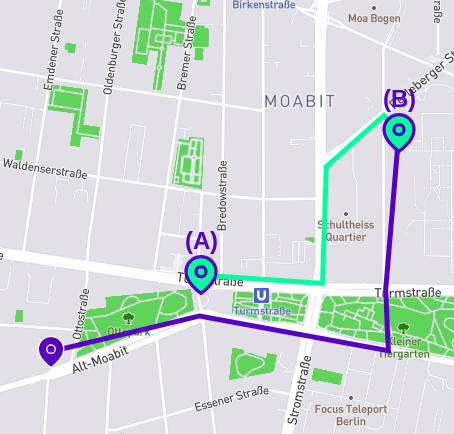 Birkenstraße
Moa Bogen
Emdener Straße
Oldenburger Straße
Bremer Straße
MOABIT
(B)
Waldenserstraße
Bredowstraße
Schultheiss
Quartier
(A)
U
Turmstraße
Turmstraße
Ottostraße
Alt-Moabit
Kleiner
Tiergarten
Essener Straße
Stromstraße
Focus Teleport
Berlin